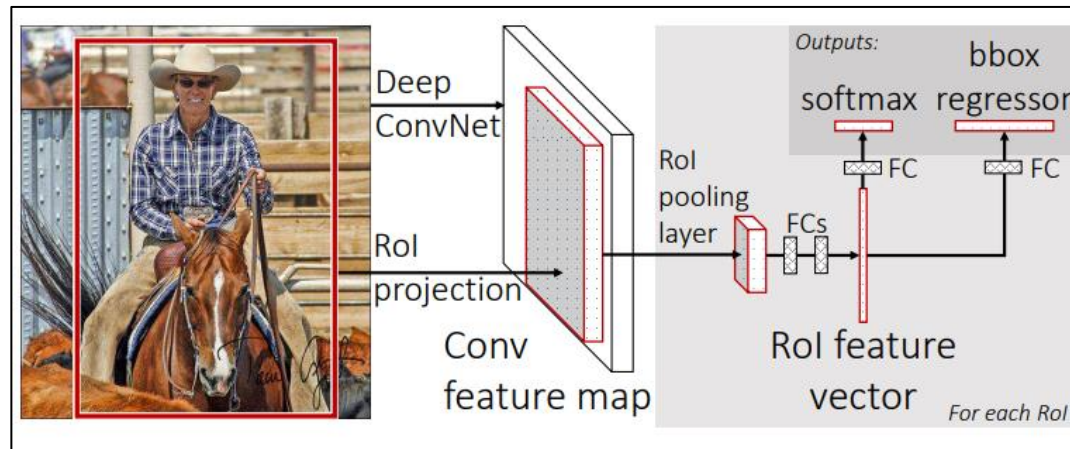 Deep
ConvNet
RoI
projection
Conv
feature map
RoI
pooling
layer
FCs
RoI feature
vector
For each RoI
Outputs:
softmax
bbox
regressor
FC
FC